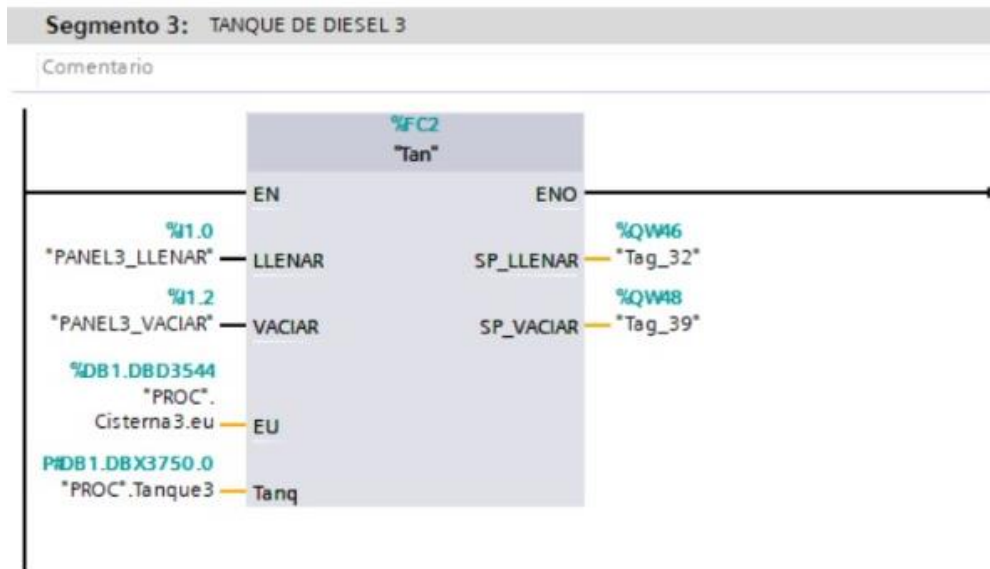 Segmento 3: TANQUE DE DIESEL 3
Comentario
%FC2
"Tan"
EN ENO
%I1.0
"PANEL3_LLENAR" LLENAR
SP_LLENAR
%QW46
"Tag_32"
%I1.2
"PANEL3_VACIAR" VACIAR
SP_VACIAR
%QW48
"Tag_39"
%DB1.DBD3544
"PROC".
Cisterna3.eu EU
P#DB1.DBX3750.0
"PROC".Tanque3 Tanq